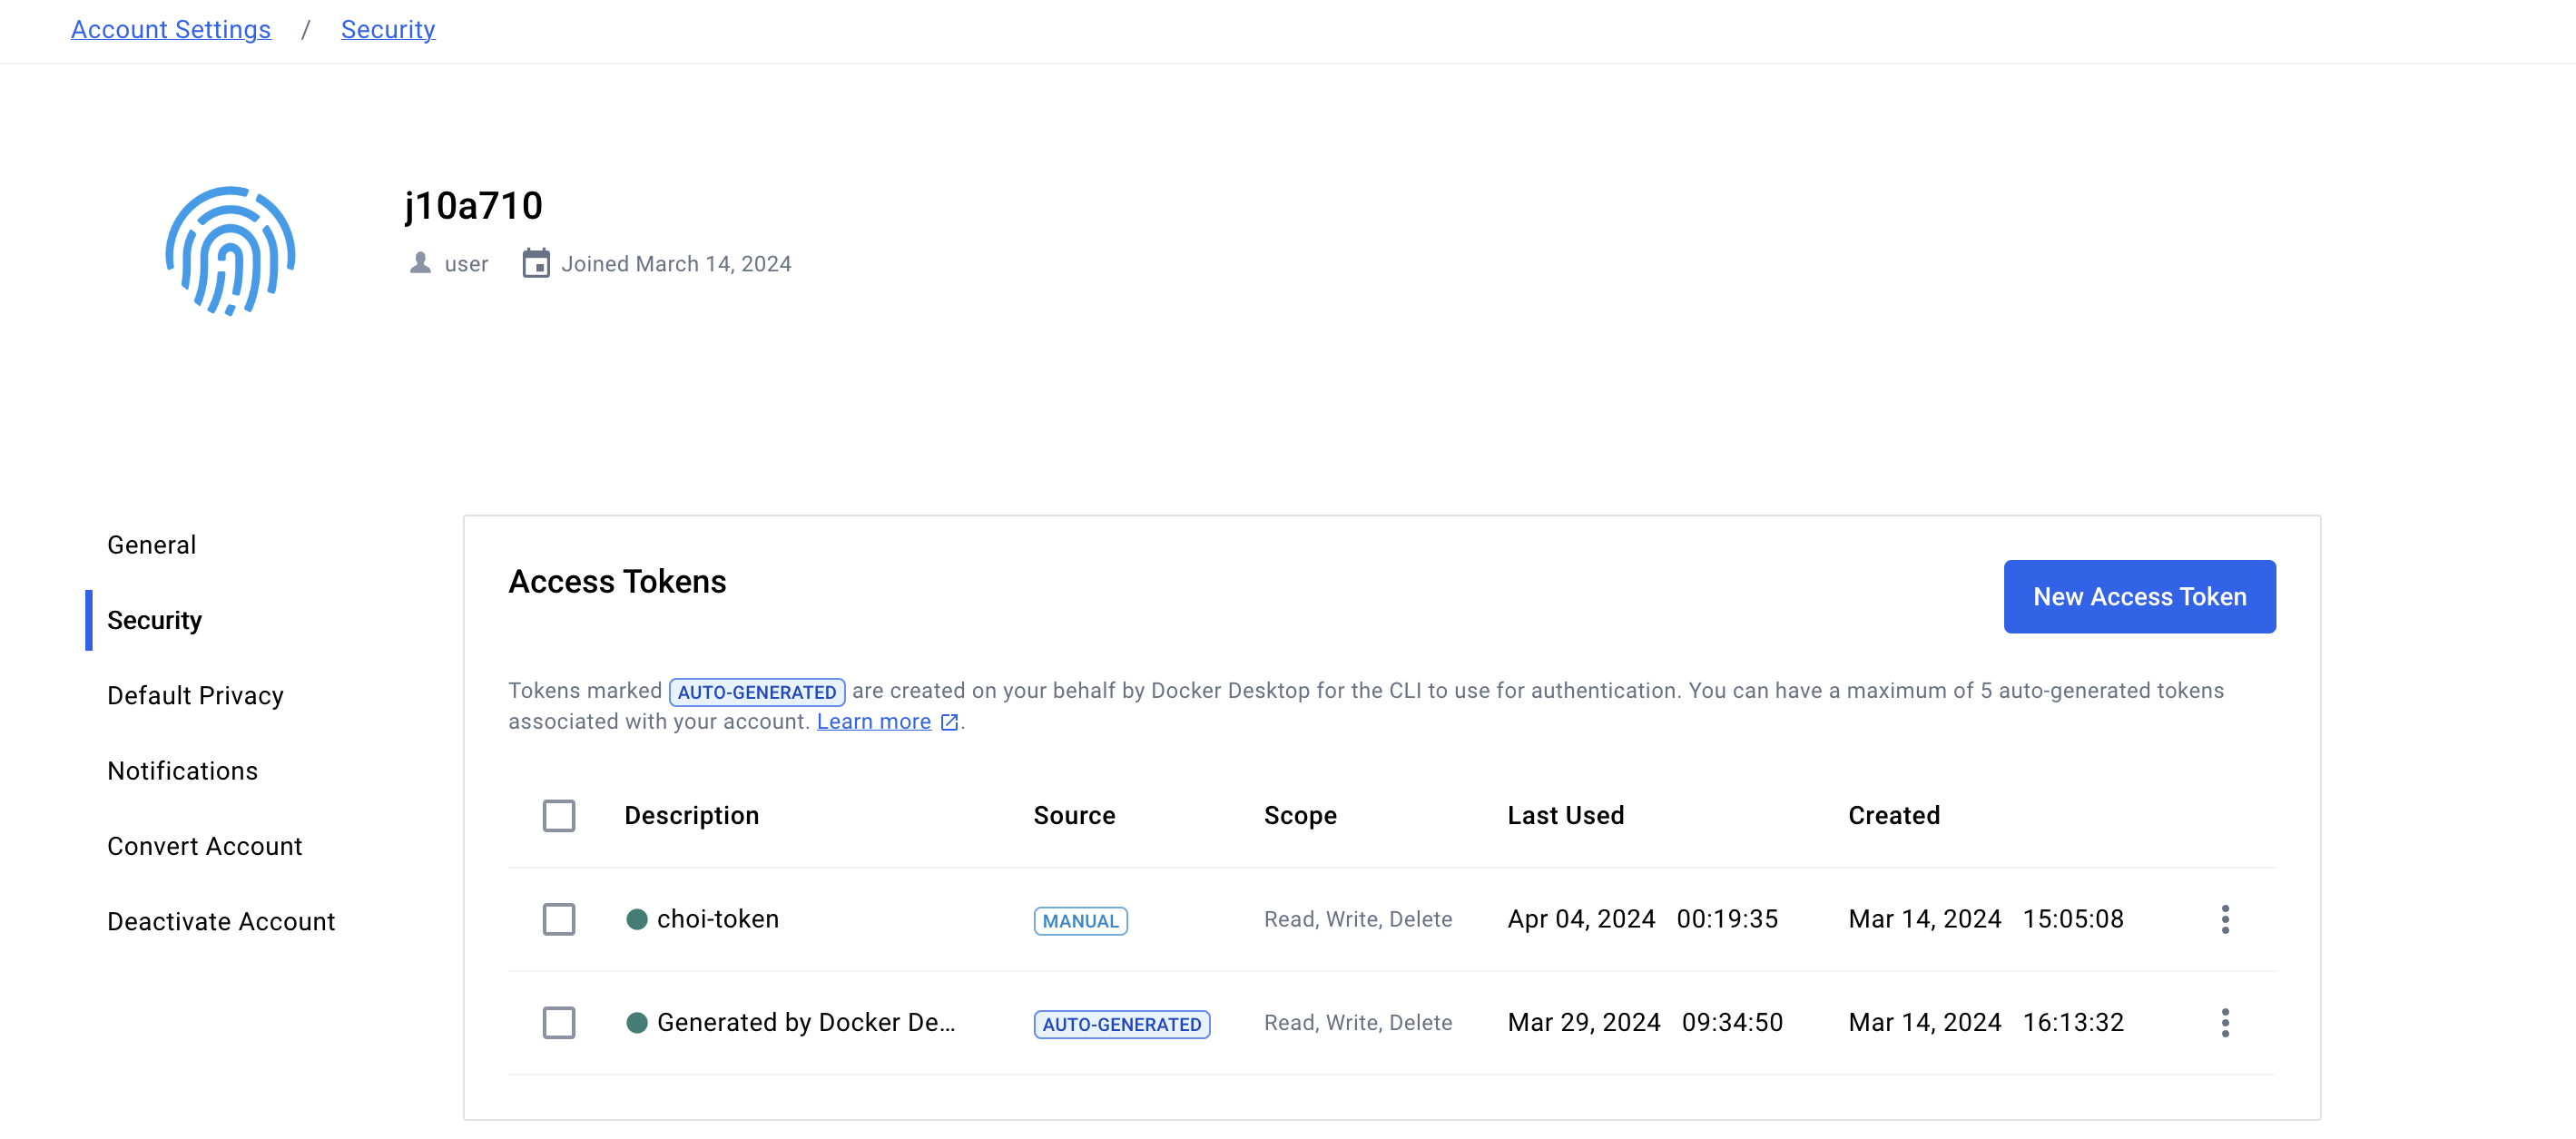 Account Settings / Security
j10a710
user Joined March 14, 2024
General
Security
Default Privacy
Notifications
Convert Account
Deactivate Account
Access Tokens
New Access Token
Tokens marked AUTO-GENERATED are created on your behalf by Docker Desktop for the CLI to use for authentication. You can have a maximum of 5 auto-generated tokens
associated with your account. Learn more.
Description Source Scope Last Used Created
choi-token MANUAL Read, Write, Delete Apr 04, 2024 00:19:35 Mar 14, 2024 15:05:08
Generated by Docker De... AUTO-GENERATED Read, Write, Delete Mar 29, 2024 09:34:50 Mar 14, 2024 16:13:32